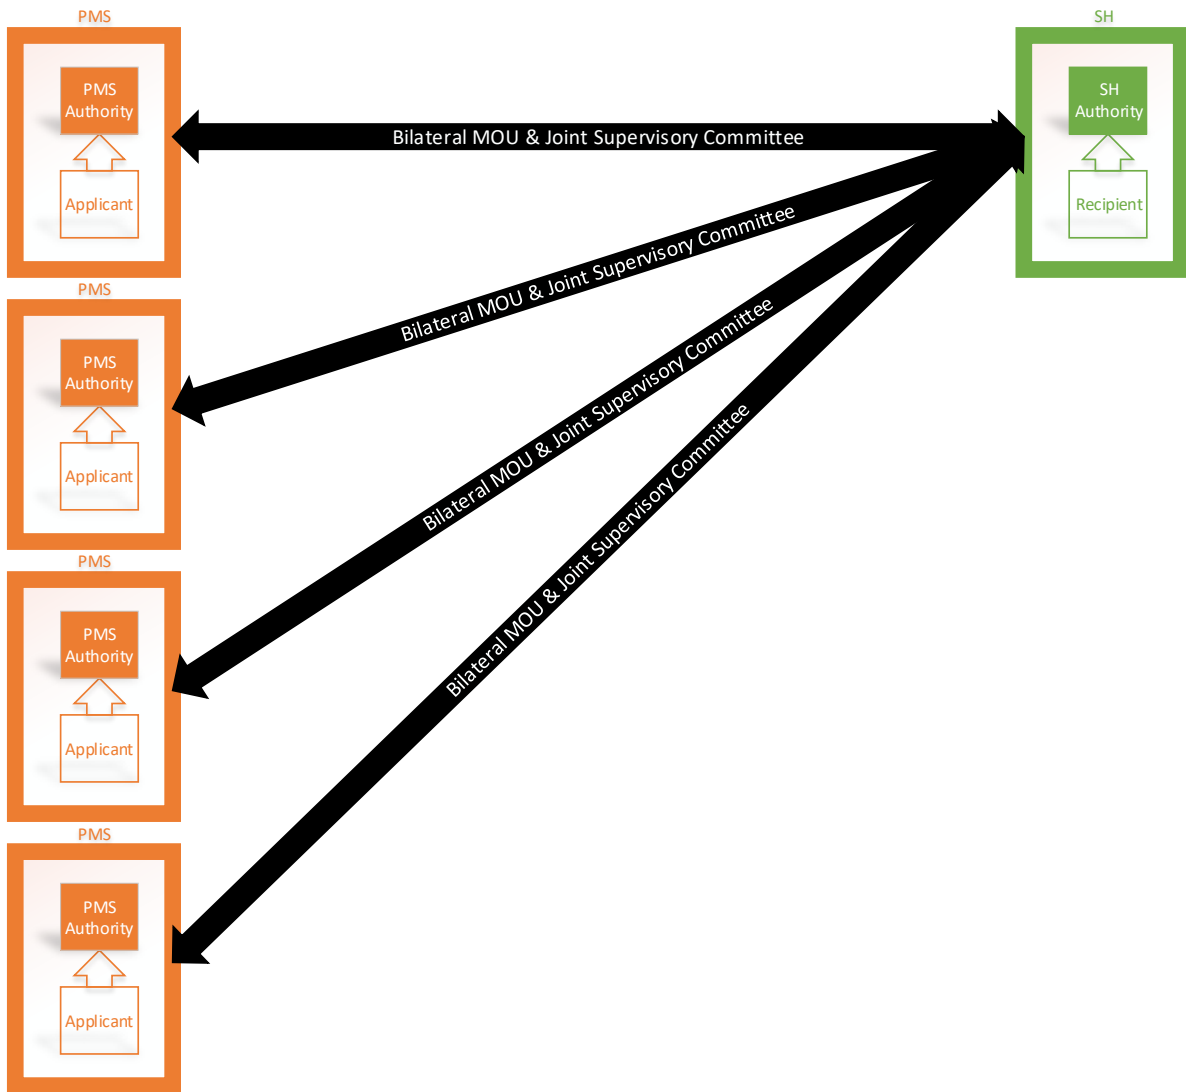 PMS
PMS
Authority
Applicant
SH
SH
Authority
Recipient
Bilateral MOU & Joint Supervisory Committee
PMS
PMS
Authority
Applicant
Bilateral MOU & Joint Supervisory Committee
PMS
PMS
Authority
Applicant
Bilateral MOU & Joint Supervisory Committee
PMS
PMS
Authority
Applicant
Bilateral MOU & Joint Supervisory Committee